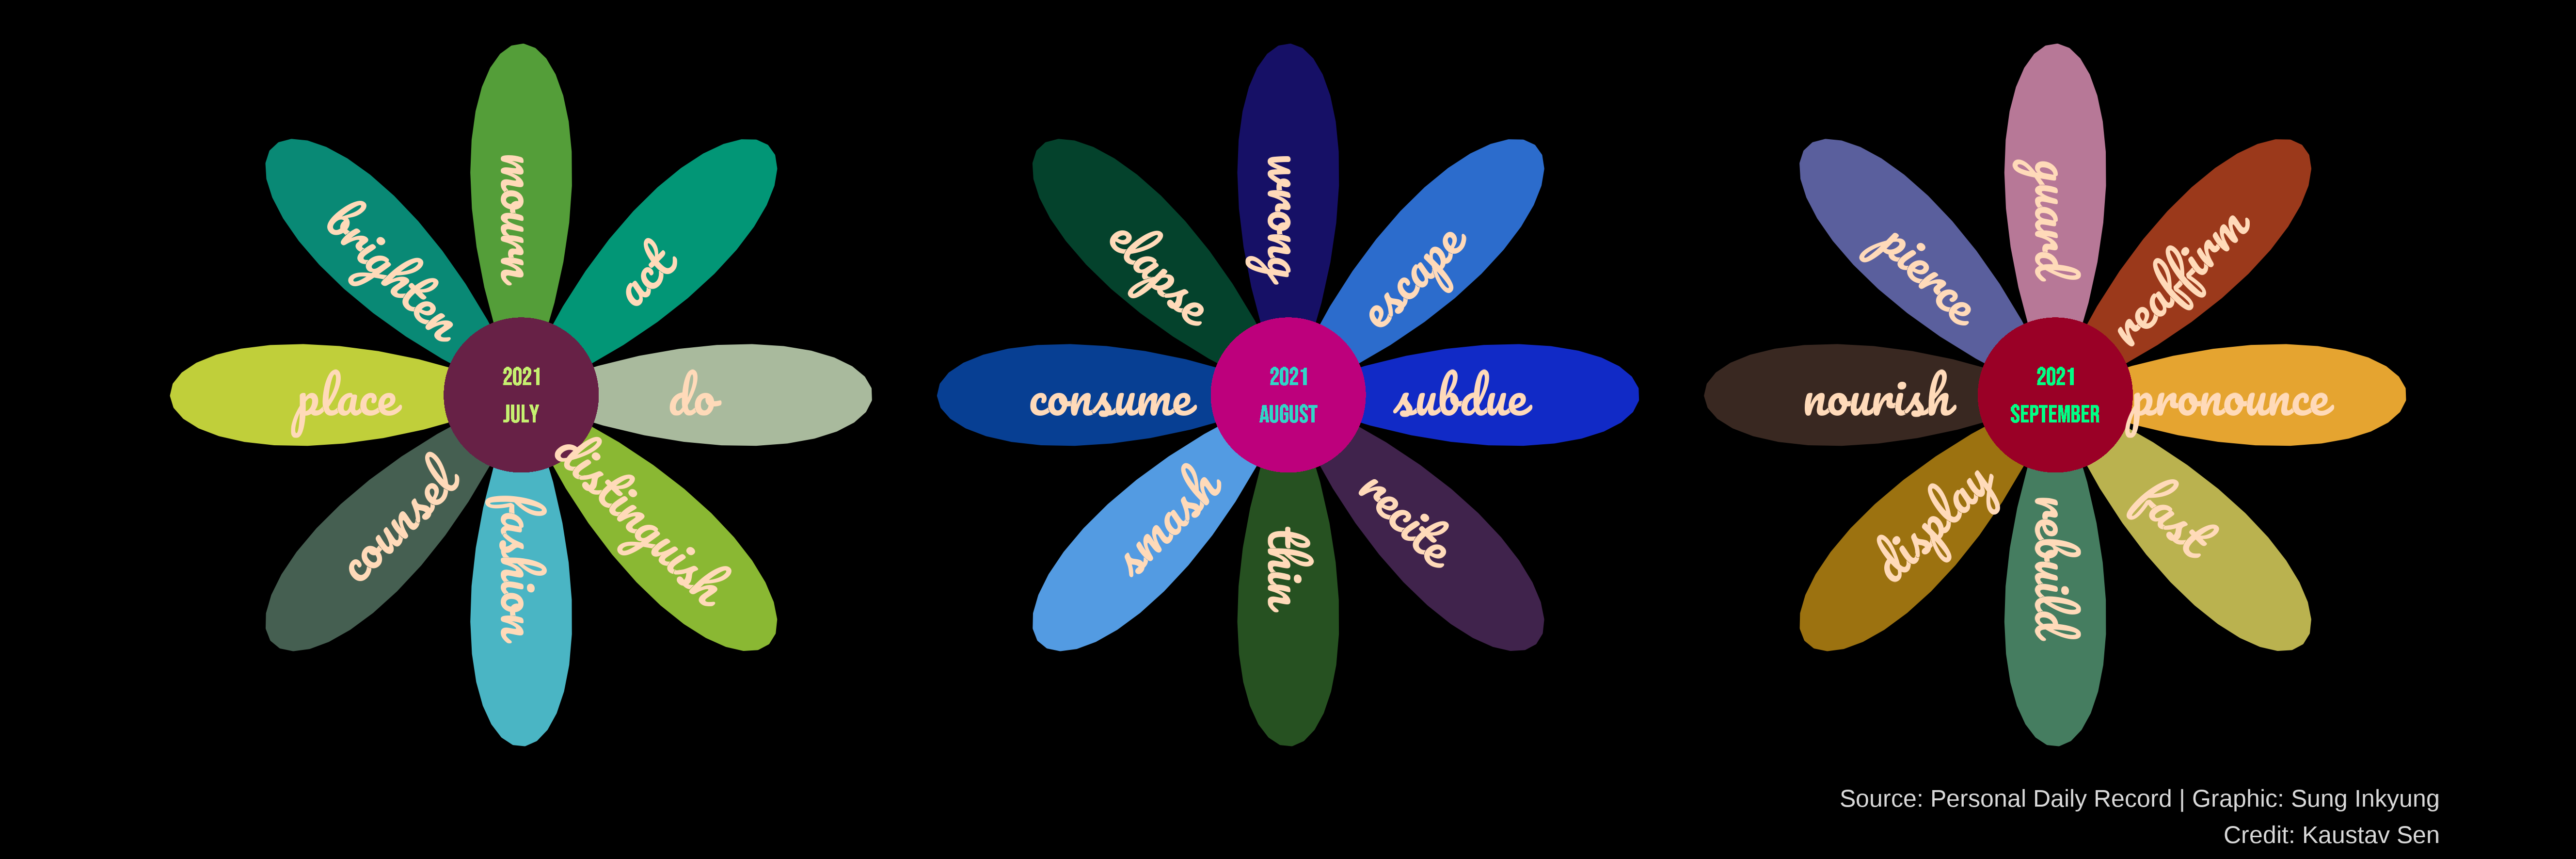 mourn
act
do
distinguish
fashion
counsel
place
brighten
2021
JULY
wrong
escape
subdue
recite
thin
smash
consume
elapse
2021
AUGUST
guard
reaffirm
pronounce
fast
rebuild
display
nourish
pierce
2021
SEPTEMBER
Source: Personal Daily Record | Graphic: Sung Inkyung
Credit: Kaustav Sen